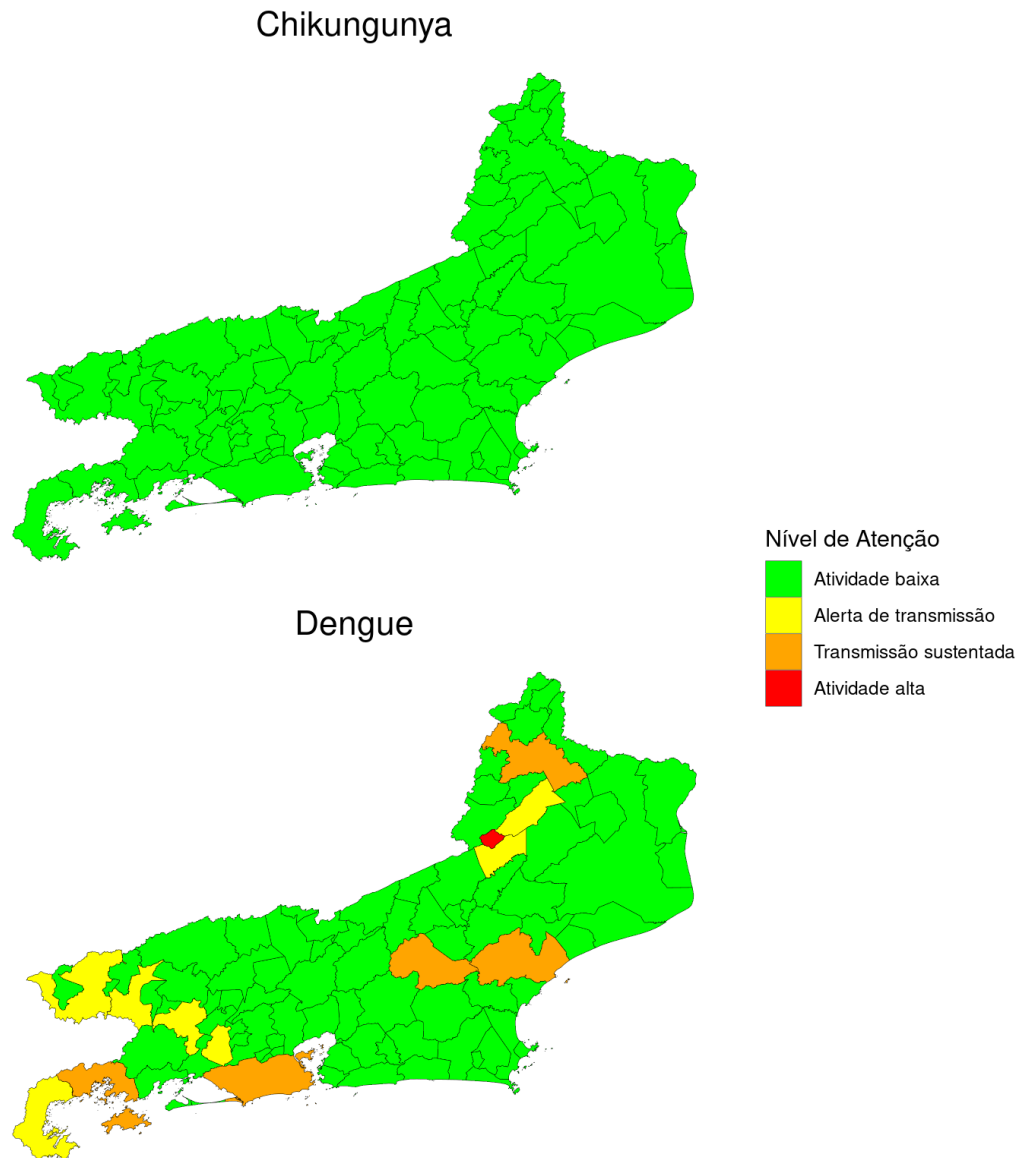 Chikungunya
Nível de Atenção
Atividade baixa
Alerta de transmissão
Transmissão sustentada
Atividade alta
Dengue